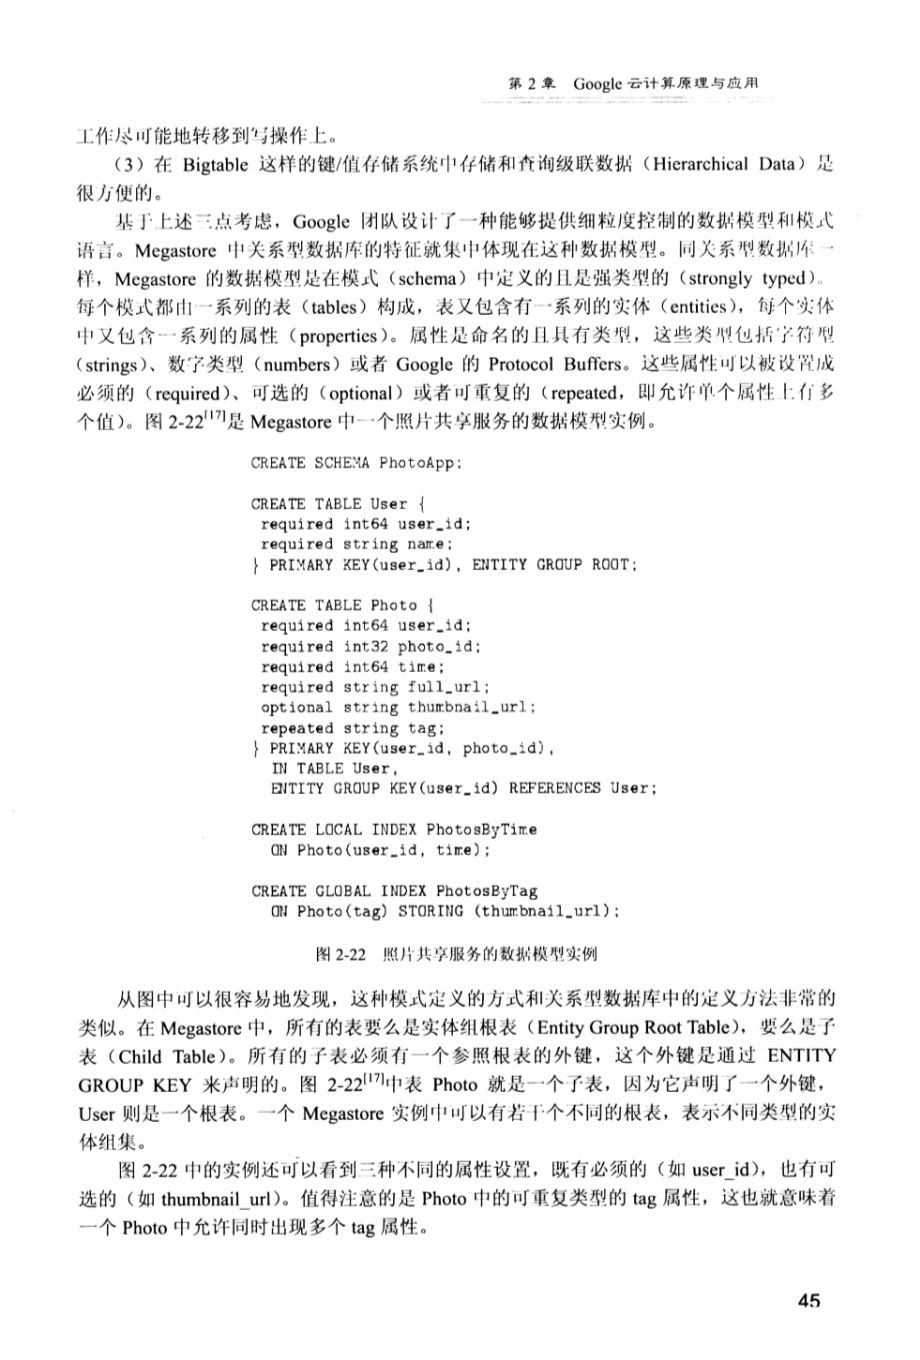 第 2 章 Google 云计算原理与应用
工作尽可能地转移到写操作上。
（3）在 Bigtable 这样的键/值存储系统中存储和查询级联数据（Hierarchical Data）是
很方便的。
基于上述三点考虑，Google 团队设计了一种能够提供细粒度控制的数据模型和模式
语言。Megastore 中关系型数据库的特征就集中体现在这种数据模型。同关系型数据库一
样，Megastore 的数据模型是在模式（schema）中定义的且是强类型的（strongly typed）。
每个模式都由一系列的表（tables）构成，表又包含有一系列的实体（entities），每个实体
中又包含一系列的属性（properties）。属性是命名的且具有类型，这些类型包括字符型
（strings）、数字类型（numbers）或者 Google 的 Protocol Buffers。这些属性可以被设置成
必须的（required）、可选的（optional）或者可重复的（repeated，即允许单个属性上有多
个值）。图 2-22[17]是 Megastore 中一个照片共享服务的数据模型实例。
CREATE SCHEMA PhotoApp;
CREATE TABLE User {
required int64 user_id;
required string name;
} PRIMARY KEY(user_id), ENTITY GROUP ROOT;
CREATE TABLE Photo {
required int64 user_id;
required int32 photo_id;
required int64 time;
required string full_url;
optional string thumbnail_url;
repeated string tag;
} PRIMARY KEY(user_id, photo_id),
IN TABLE User,
ENTITY GROUP KEY(user_id) REFERENCES User;
CREATE LOCAL INDEX PhotosByTime
ON Photo(user_id, time);
CREATE GLOBAL INDEX PhotosByTag
ON Photo(tag) STORING (thumbnail_url);
图 2-22 照片共享服务的数据模型实例
从图中可以很容易地发现，这种模式定义的方式和关系型数据库中的定义方法非常的
类似。在 Megastore 中，所有的表要么是实体组根表（Entity Group Root Table），要么是子
表（Child Table）。所有的子表必须有一个参照根表的外键，这个外键是通过 ENTITY
GROUP KEY 来声明的。图 2-22[17]中表 Photo 就是一个子表，因为它声明了一个外键，
User 则是一个根表。一个 Megastore 实例中可以有若干个不同的根表，表示不同类型的实
体组集。
图 2-22 中的实例还可以看到三种不同的属性设置，既有必须的（如 user_id），也有可
选的（如 thumbnail_url）。值得注意的是 Photo 中的可重复类型的 tag 属性，这也就意味着
一个 Photo 中允许同时出现多个 tag 属性。
45